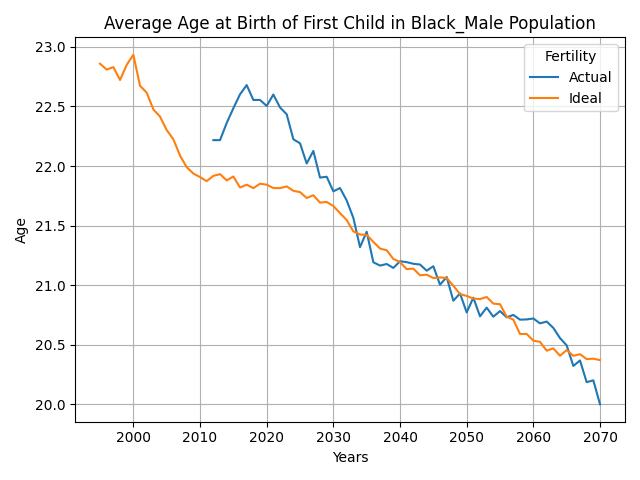 Average Age at Birth of First Child in Black_Male Population
Fertility
Actual
Ideal
23.0
22.5
22.0
21.5
21.0
20.5
20.0
Age
2000 2010 2020 2030 2040 2050 2060 2070
Years